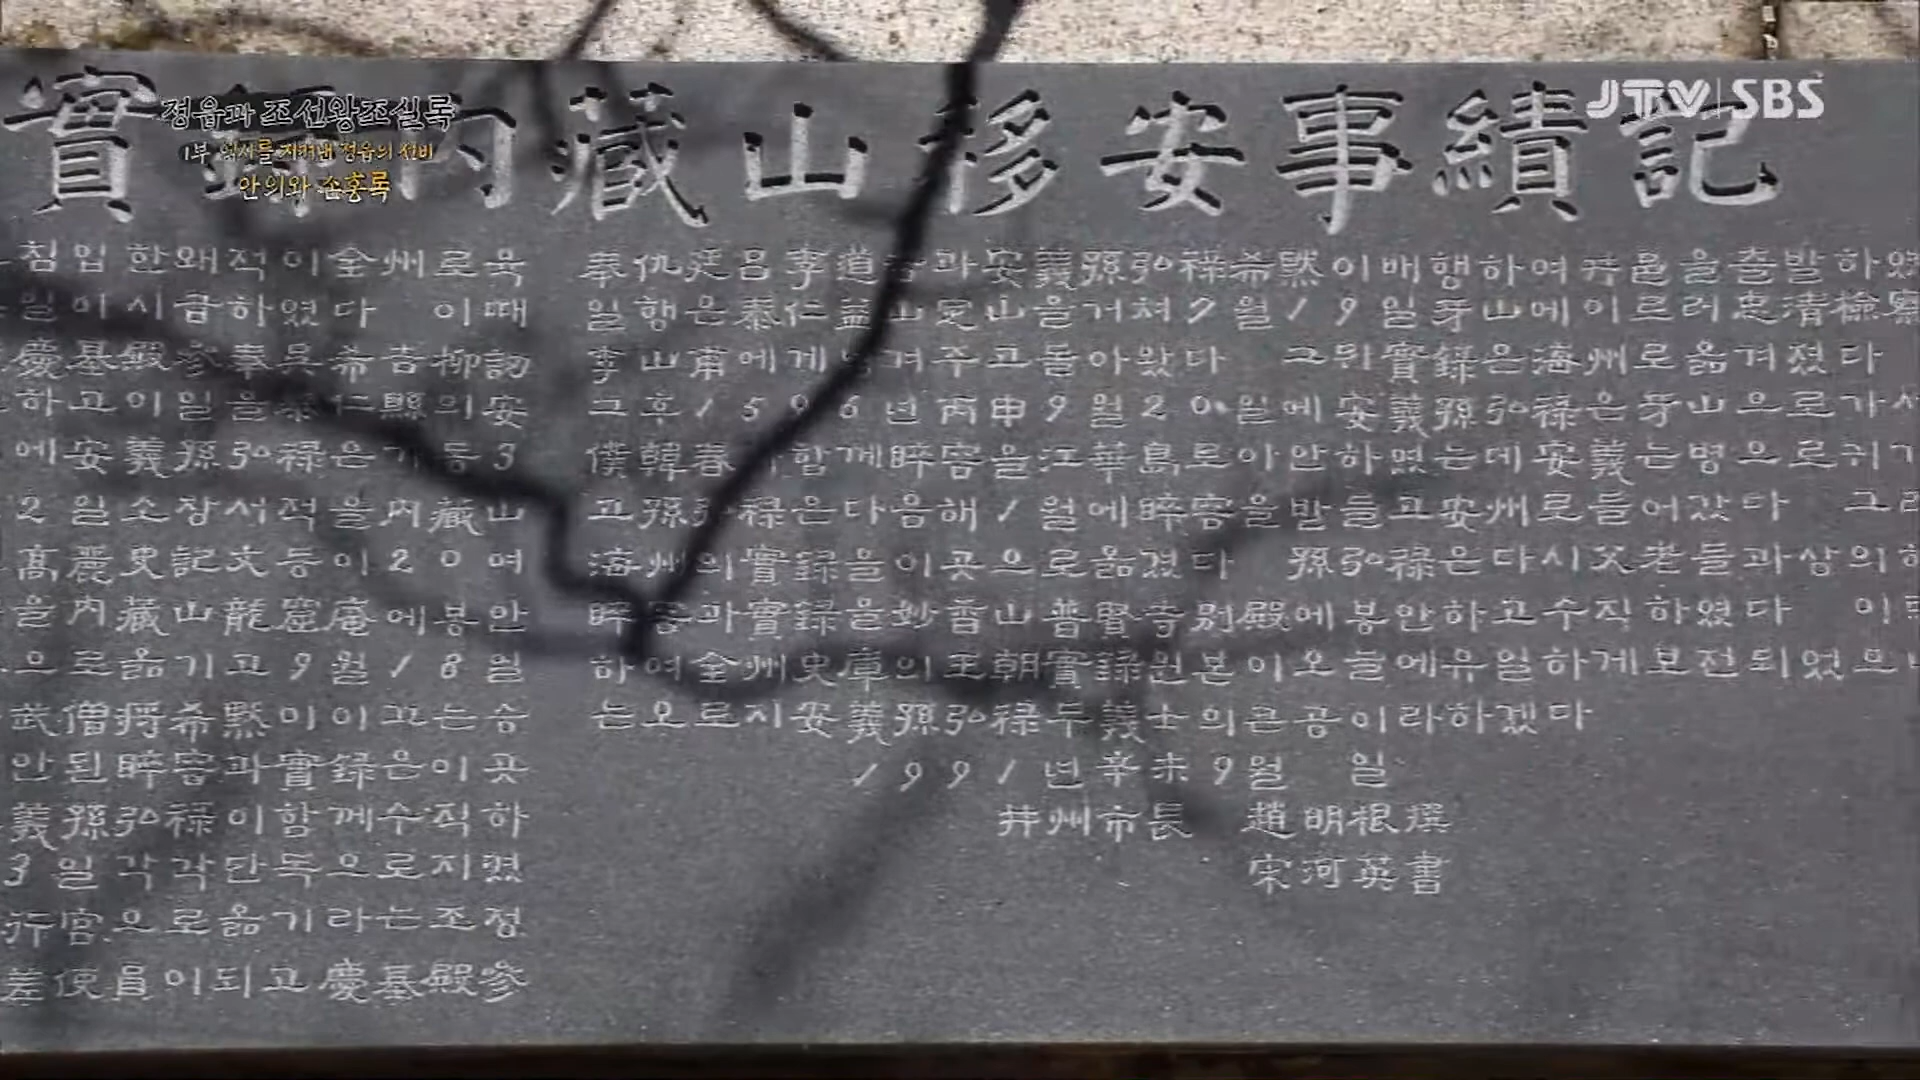 정읍과 조선왕조실록
1부 역사를 지켜낸 정읍의 선비
안의와 손홍록
JTV SBS
實錄內藏山移安事績記
침입한왜적이全州로육
일이시급하였다 이때
慶基殿參奉吳希吉柳訒
하고이일을泰仁縣의安
에安義孫弘祿은가동3
2일소장서적을內藏山
高麗史記文등이20여
을內藏山龍窟庵에봉안
으로옮기고9월18일
武僧將希默이이끄는승
안된晬容과實錄은이곳
義孫弘祿이함께수직하
3일각각단독으로지켰
行宮으로옮기라는조정
差使員이되고慶基殿參
奉仇廷呂李道 과安義孫弘祿希默이배행하여井邑을출발하였
일행은泰仁益山恩山을거쳐7월19일牙山에이르러忠淸檢察
李山甫에게넘겨주고돌아왔다 그뒤實錄은海州로옮겨졌다
그후1596년丙申9월20일에安義孫弘祿은牙山으로가서
僕韓春이함께晬容을江華島로이안하였는데安義는병으로귀가
고孫弘祿은다음해1월에晬容을받들고安州로들어갔다 그리
海州의實錄을이곳으로옮겼다 孫弘祿은다시父老들과상의하
晬容과實錄을妙香山普賢寺別殿에봉안하고수직하였다 이
하여全州史庫의王朝實錄원본이오늘에유일하게보전되었으니
는오로지安義孫弘祿두義士의큰공이라하겠다
1991년辛未9월 일
井州市長 趙明根撰
宋河英書